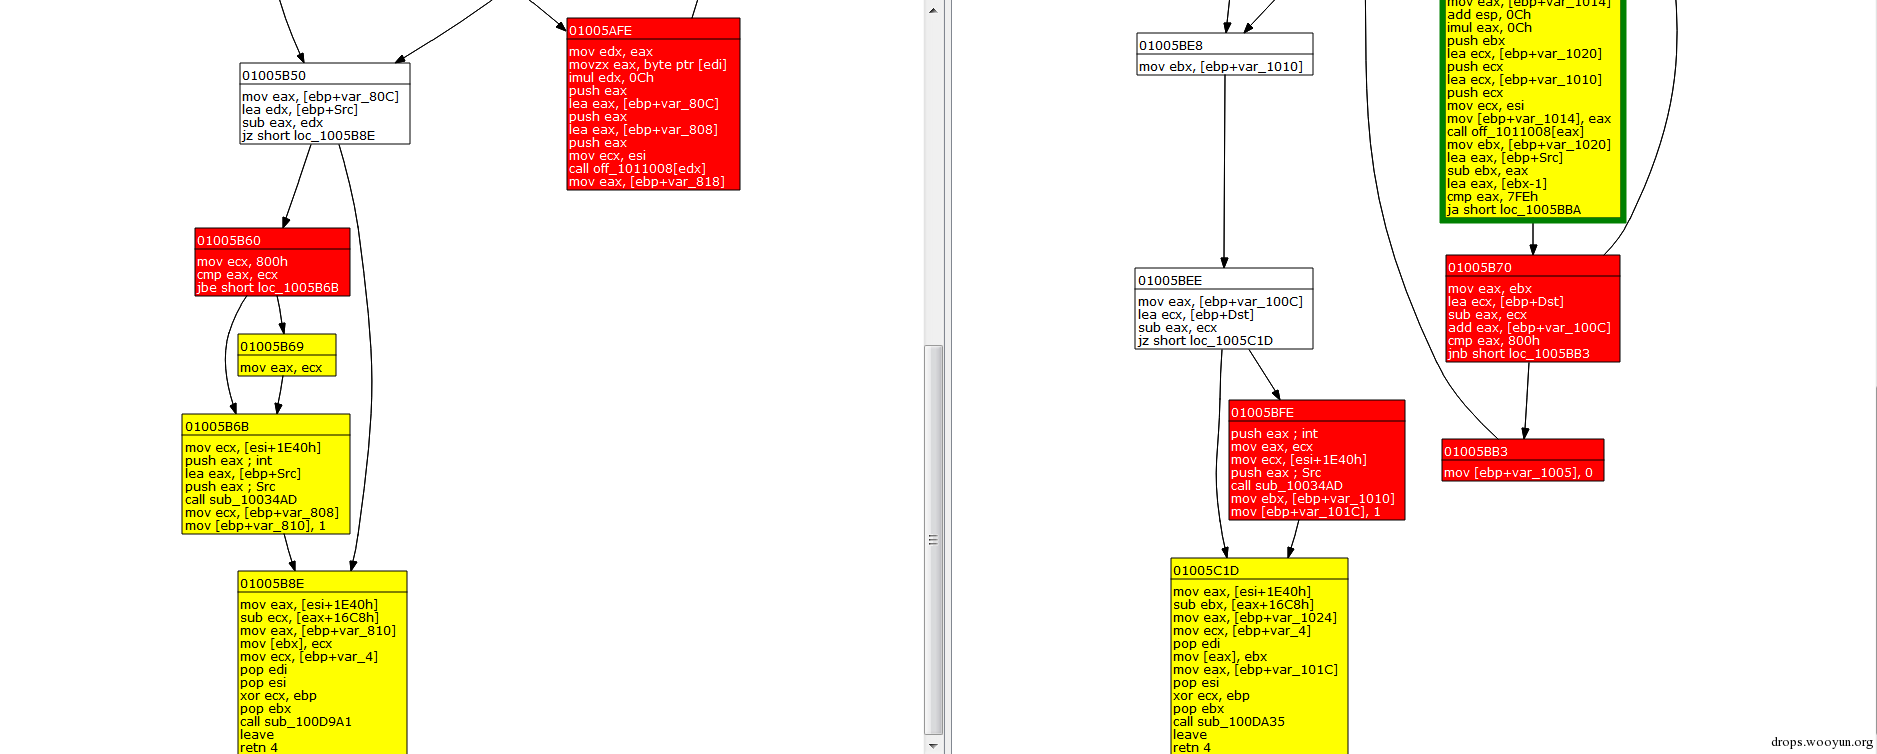 01005AFE
mov edx, eax
movzx eax, byte ptr [edi]
imul edx, 0Ch
push eax
lea eax, [ebp+var_80C]
push eax
lea eax, [ebp+var_808]
push eax
mov ecx, esi
call off_1011008[edx]
mov eax, [ebp+var_818]
01005B50
mov eax, [ebp+var_80C]
lea edx, [ebp+Src]
sub eax, edx
jz short loc_1005B8E
01005B60
mov ecx, 800h
cmp eax, ecx
jbe short loc_1005B6B
01005B69
mov eax, ecx
01005B6B
mov ecx, [esi+1E40h]
push eax ; int
lea eax, [ebp+Src]
push eax ; Src
call sub_10034AD
mov ecx, [ebp+var_808]
mov [ebp+var_810], 1
01005B8E
mov eax, [esi+1E40h]
sub ecx, [eax+16C8h]
mov eax, [ebp+var_810]
mov [ebx], ecx
mov ecx, [ebp+var_4]
pop edi
pop esi
xor ecx, ebp
pop ebx
call sub_100D9A1
leave
retn 4
01005BE8
mov ebx, [ebp+var_1010]
01005BEE
mov eax, [ebp+var_100C]
lea ecx, [ebp+Dst]
sub eax, ecx
jz short loc_1005C1D
01005BFE
push eax ; int
mov eax, ecx
mov ecx, [esi+1E40h]
push eax ; Src
call sub_10034AD
mov ebx, [ebp+var_1010]
mov [ebp+var_101C], 1
01005C1D
mov eax, [esi+1E40h]
sub ebx, [eax+16C8h]
mov eax, [ebp+var_1024]
mov ecx, [ebp+var_4]
pop edi
mov [eax], ebx
mov eax, [ebp+var_101C]
pop esi
xor ecx, ebp
pop ebx
call sub_100DA35
leave
retn 4
mov eax, [ebp+var_1014]
add esp, 0Ch
imul eax, 0Ch
push ebx
lea ecx, [ebp+var_1020]
push ecx
lea ecx, [ebp+var_1010]
push ecx
mov ecx, esi
mov [ebp+var_1014], eax
call off_1011008[eax]
mov ebx, [ebp+var_1020]
lea eax, [ebp+Src]
sub ebx, eax
lea eax, [ebx-1]
cmp eax, 7FEh
ja short loc_1005BBA
01005B70
mov eax, ebx
lea ecx, [ebp+Dst]
sub eax, ecx
add eax, [ebp+var_100C]
cmp eax, 800h
jnb short loc_1005BB3
01005BB3
mov [ebp+var_1005], 0
drops.wooyun.org